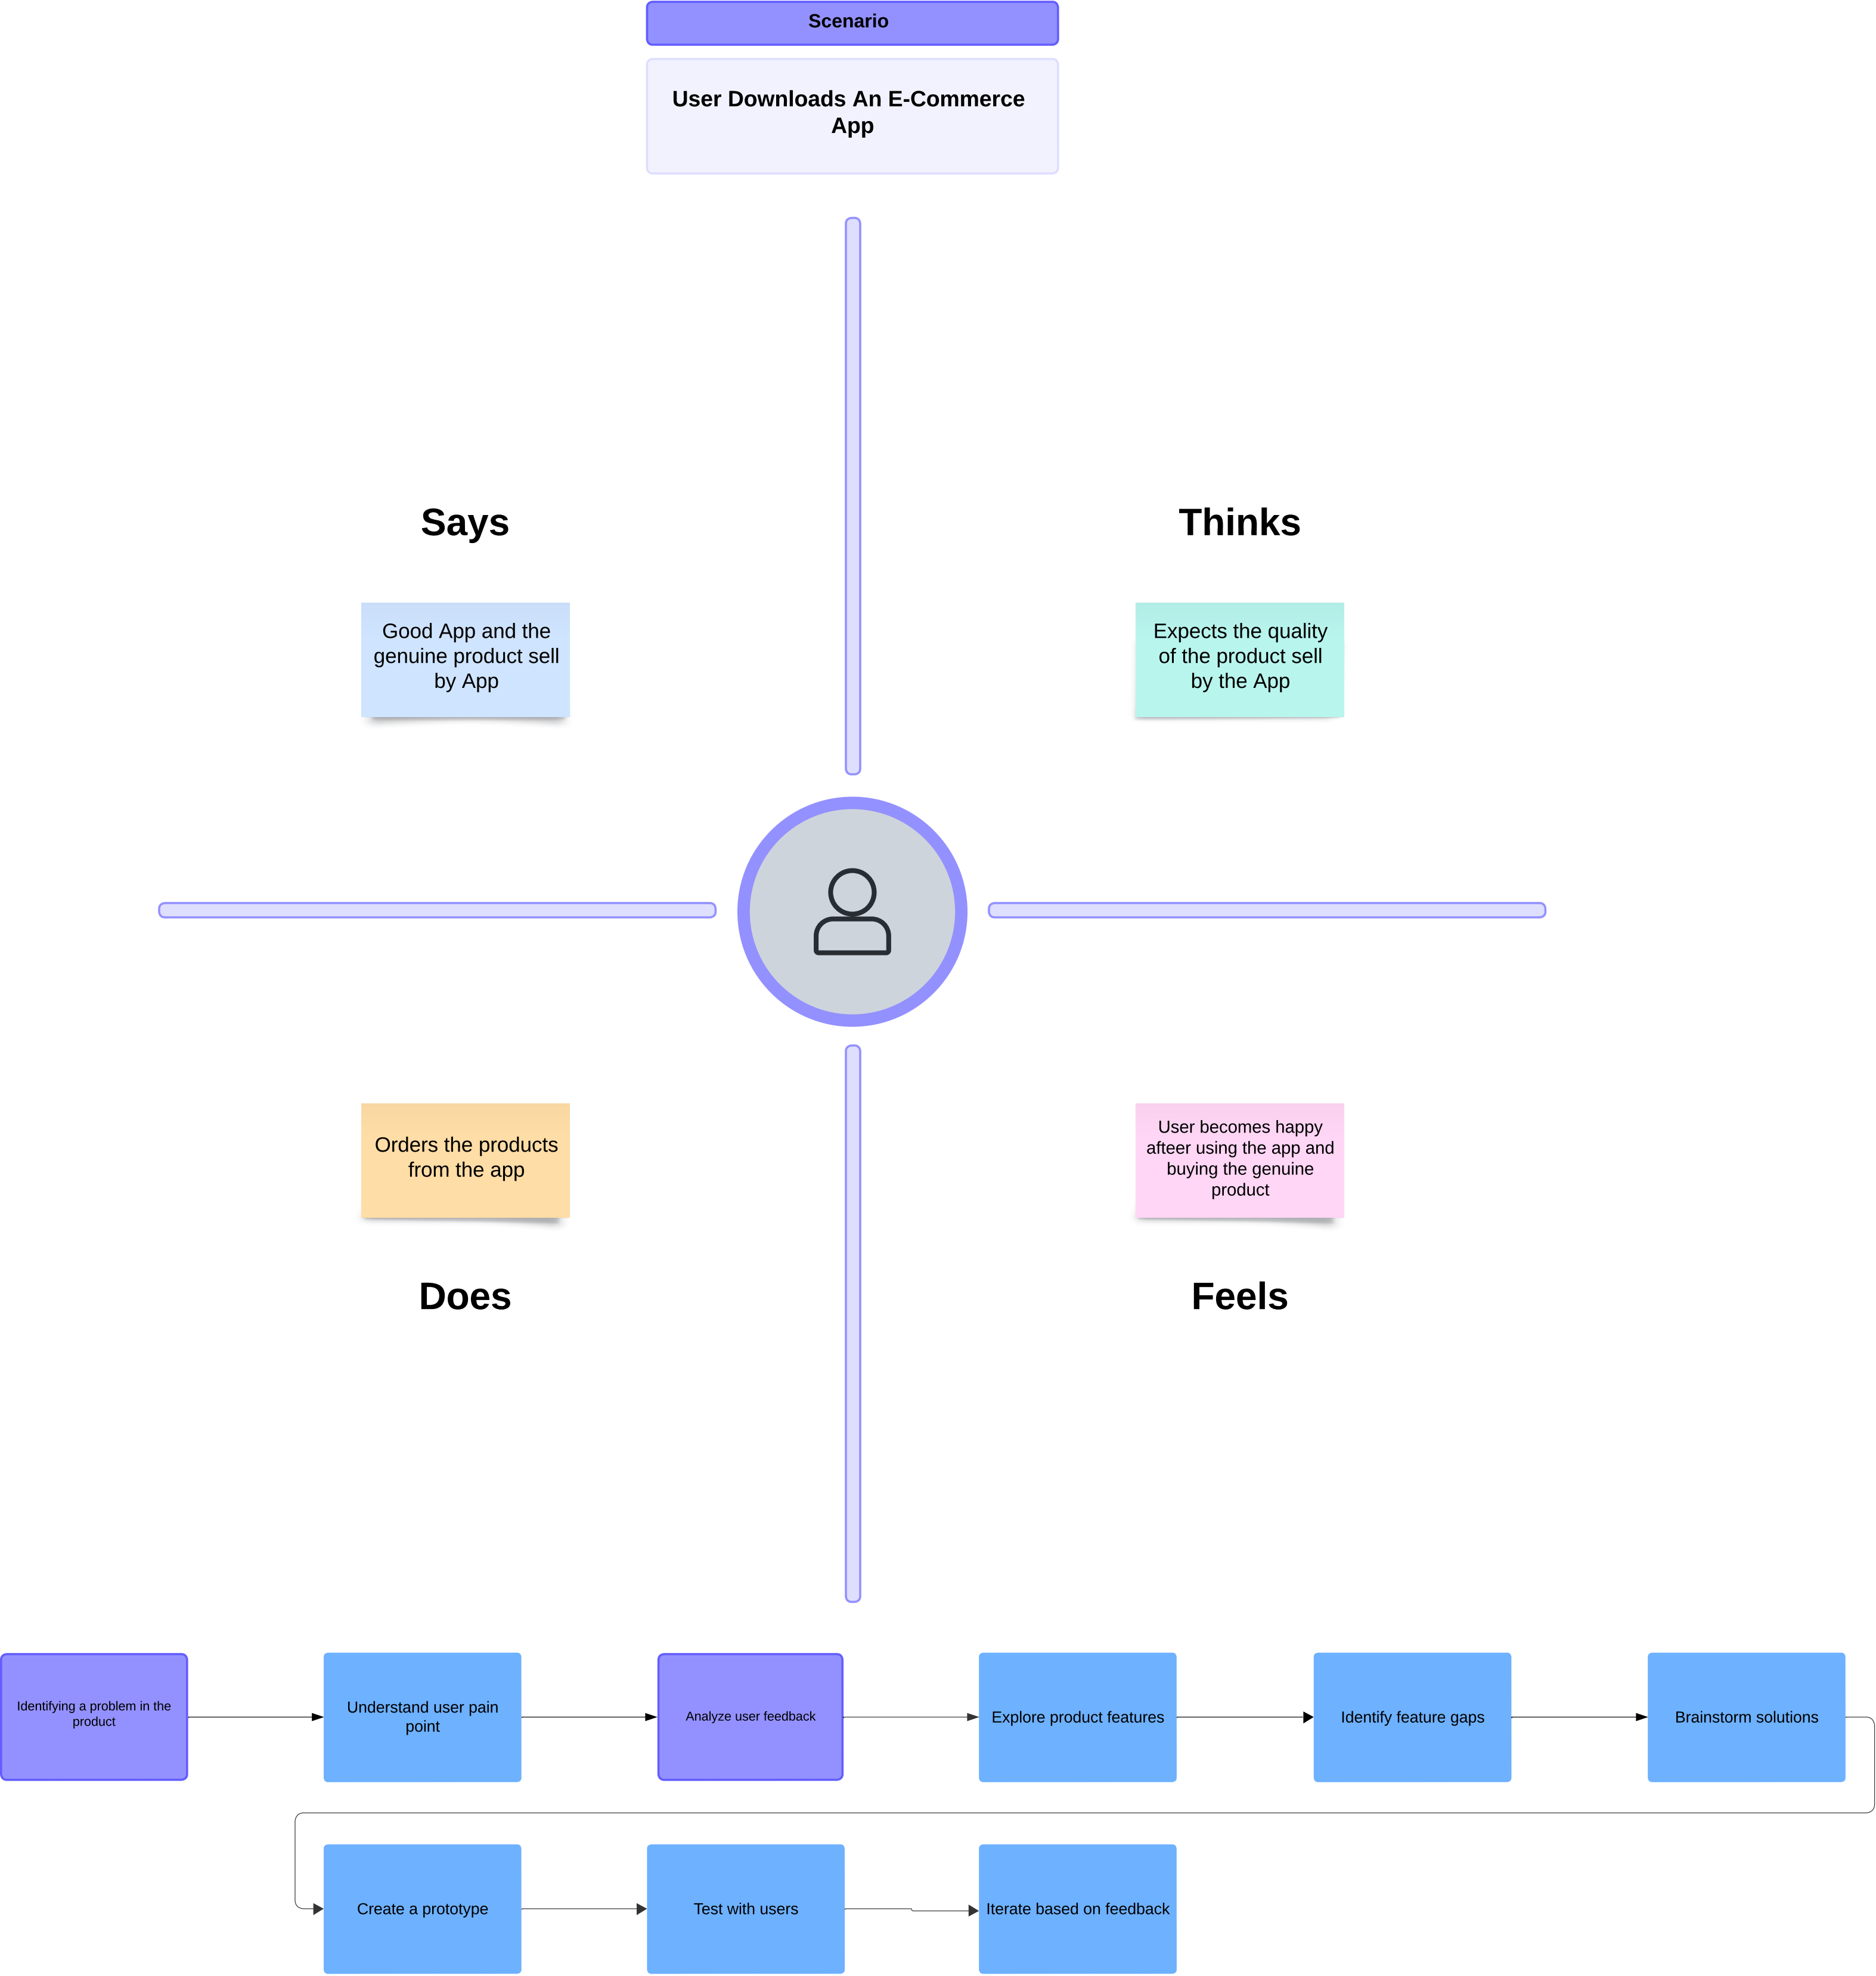 Scenario
User Downloads An E-Commerce
App
Says
Thinks
Good App and the
genuine product sell
by App
Expects the quality
of the product sell
by the App
Orders the products
from the app
User becomes happy
afteer using the app and
buying the genuine
product
Does
Feels
Identifying a problem in the
product
Understand user pain
point
Analyze user feedback
Explore product features
Identify feature gaps
Brainstorm solutions
Create a prototype
Test with users
Iterate based on feedback